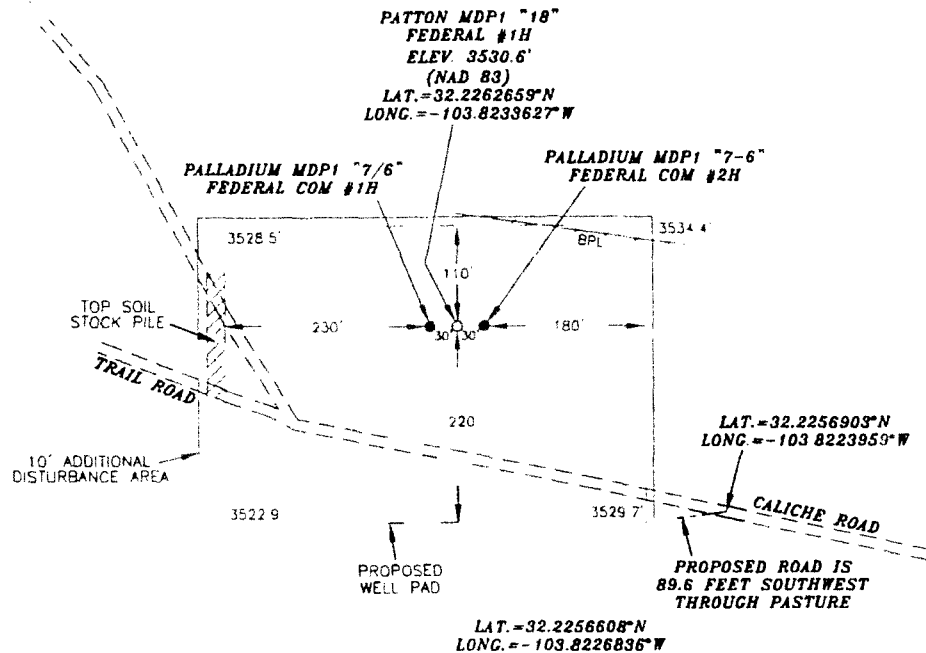 PATTON MDP1 "18"
FEDERAL #1H
ELEV. 3530.6'
(NAD 83)
LAT.=32.2262659°N
LONG.=-103.8233627°W
PALLADIUM MDP1 "7/6"
FEDERAL COM #1H
PALLADIUM MDP1 "7-6"
FEDERAL COM #2H
3528.5'
3534.4'
BPL
110'
TOP SOIL
STOCK PILE
230'
30'
30'
180'
TRAIL ROAD
220
LAT.=32.2256903°N
LONG.=-103.8223959°W
10' ADDITIONAL
DISTURBANCE AREA
3522.9
3529.7'
CALICHE ROAD
PROPOSED
WELL PAD
PROPOSED ROAD IS
89.6 FEET SOUTHWEST
THROUGH PASTURE
LAT.=32.2256608°N
LONG.=-103.8226836°W